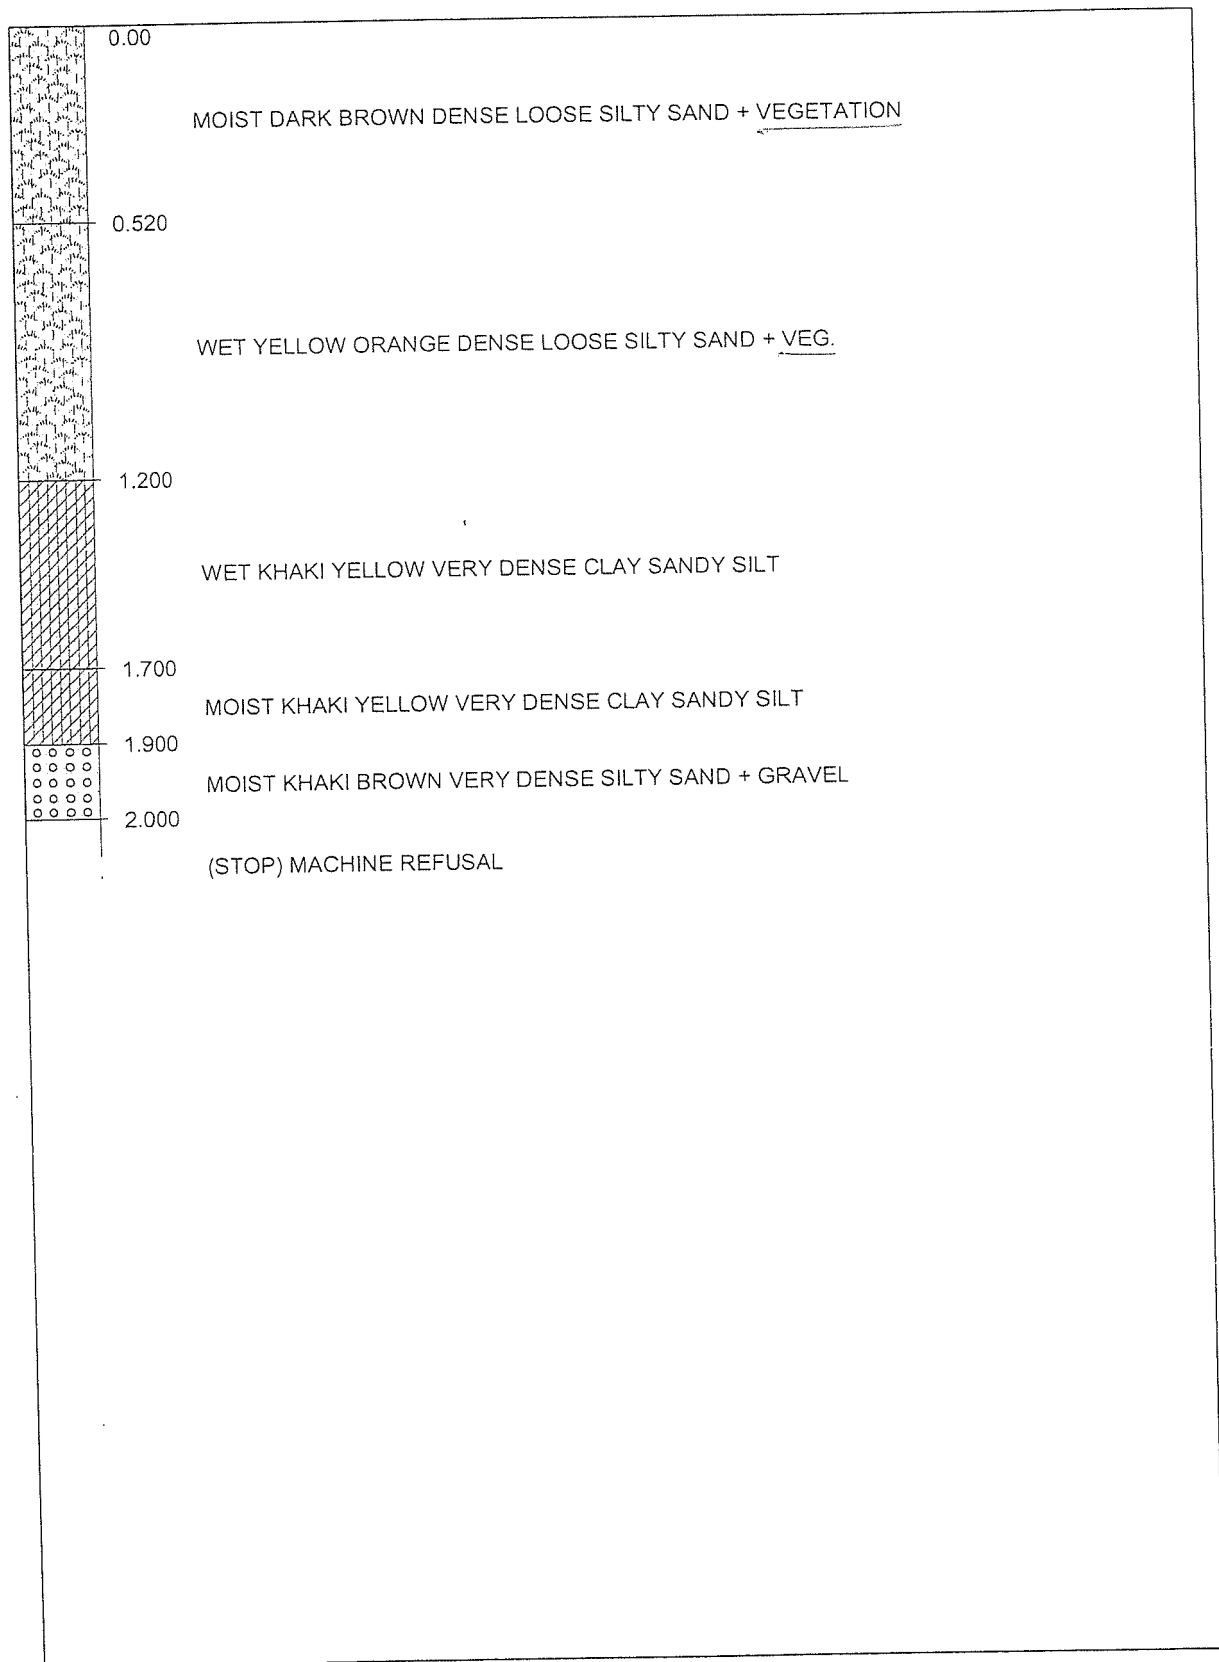 0.00
MOIST DARK BROWN DENSE LOOSE SILTY SAND + VEGETATION
0.520
WET YELLOW ORANGE DENSE LOOSE SILTY SAND + VEG.
1.200
WET KHAKI YELLOW VERY DENSE CLAY SANDY SILT
1.700
MOIST KHAKI YELLOW VERY DENSE CLAY SANDY SILT
1.900
MOIST KHAKI BROWN VERY DENSE SILTY SAND + GRAVEL
2.000
(STOP) MACHINE REFUSAL